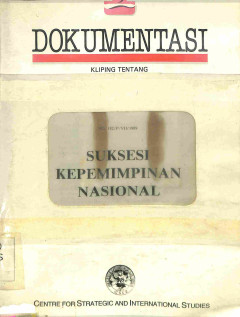 DOKUMENTASI
KLIPING TENTANG
SUKSESI
KEPEMIMPINAN
NASIONAL
CENTRE FOR STRATEGIC AND INTERNATIONAL STUDIES